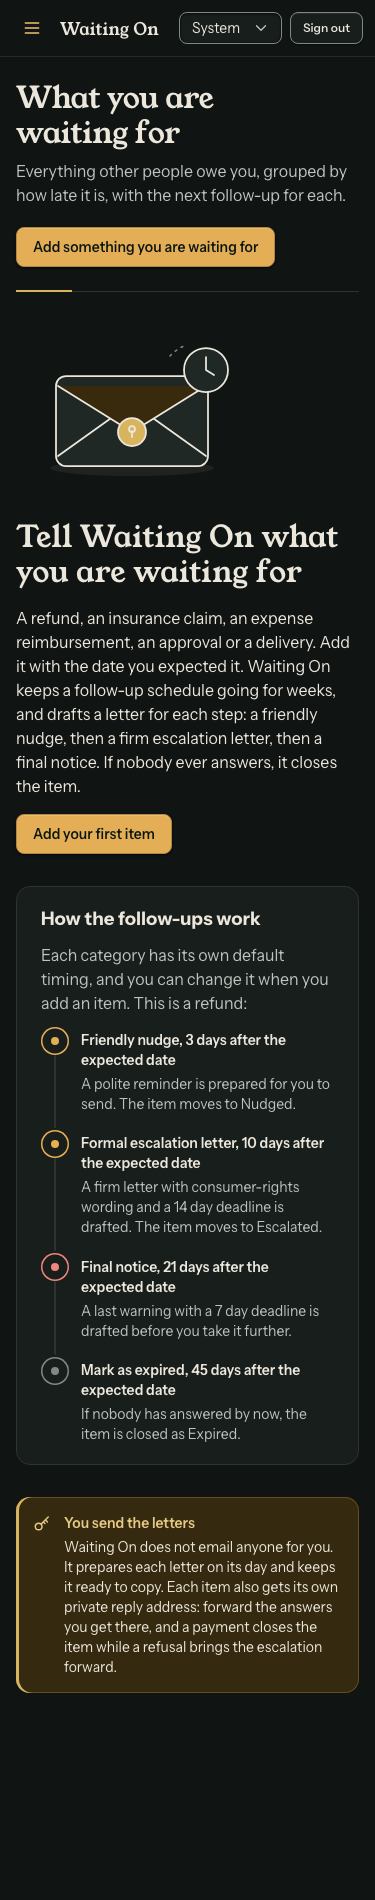 Waiting On
System
Sign out
What you are
waiting for
Everything other people owe you, grouped by
how late it is, with the next follow-up for each.
Add something you are waiting for
Tell Waiting On what
you are waiting for
A refund, an insurance claim, an expense
reimbursement, an approval or a delivery. Add
it with the date you expected it. Waiting On
keeps a follow-up schedule going for weeks,
and drafts a letter for each step: a friendly
nudge, then a firm escalation letter, then a
final notice. If nobody ever answers, it closes
the item.
Add your first item
How the follow-ups work
Each category has its own default
timing, and you can change it when you
add an item. This is a refund:
Friendly nudge, 3 days after the
expected date
A polite reminder is prepared for you to
send. The item moves to Nudged.
Formal escalation letter, 10 days after
the expected date
A firm letter with consumer-rights
wording and a 14 day deadline is
drafted. The item moves to Escalated.
Final notice, 21 days after the
expected date
A last warning with a 7 day deadline is
drafted before you take it further.
Mark as expired, 45 days after the
expected date
If nobody has answered by now, the
item is closed as Expired.
You send the letters
Waiting On does not email anyone for you.
It prepares each letter on its day and keeps
it ready to copy. Each item also gets its own
private reply address: forward the answers
you get there, and a payment closes the
item while a refusal brings the escalation
forward.